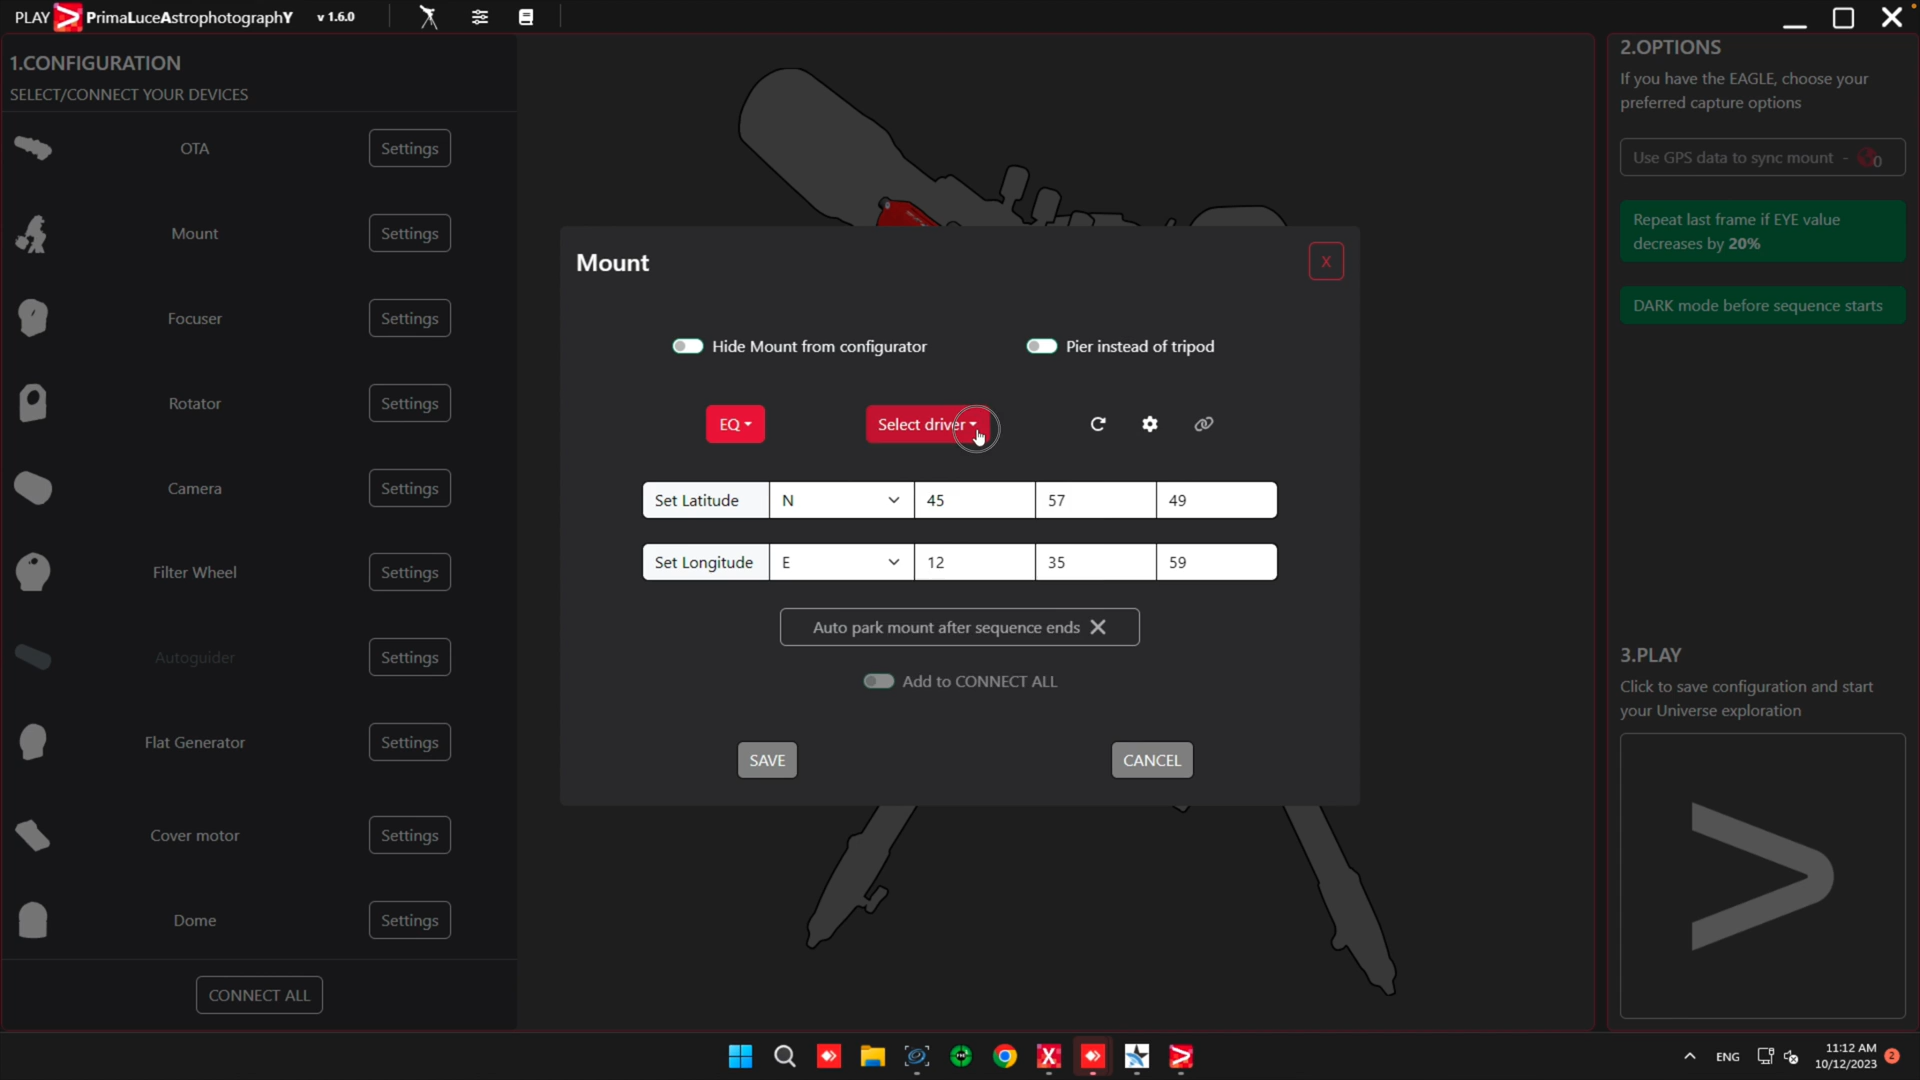 PLAY PrimaLuceAstrophotographY v 1.6.0
1.CONFIGURATION
SELECT/CONNECT YOUR DEVICES
OTA Settings
Mount Settings
Focuser Settings
Rotator Settings
Camera Settings
Filter Wheel Settings
Autoguider Settings
Flat Generator Settings
Cover motor Settings
Dome Settings
CONNECT ALL
Mount X
Hide Mount from configurator Pier instead of tripod
EQ Select driver
Set Latitude N 45 57 49
Set Longitude E 12 35 59
Auto park mount after sequence ends
Add to CONNECT ALL
SAVE CANCEL
2.OPTIONS
If you have the EAGLE, choose your
preferred capture options
Use GPS data to sync mount - 0
Repeat last frame if EYE value
decreases by 20%
DARK mode before sequence starts
3.PLAY
Click to save configuration and start
your Universe exploration
ENG
11:12 AM
10/12/2023
2